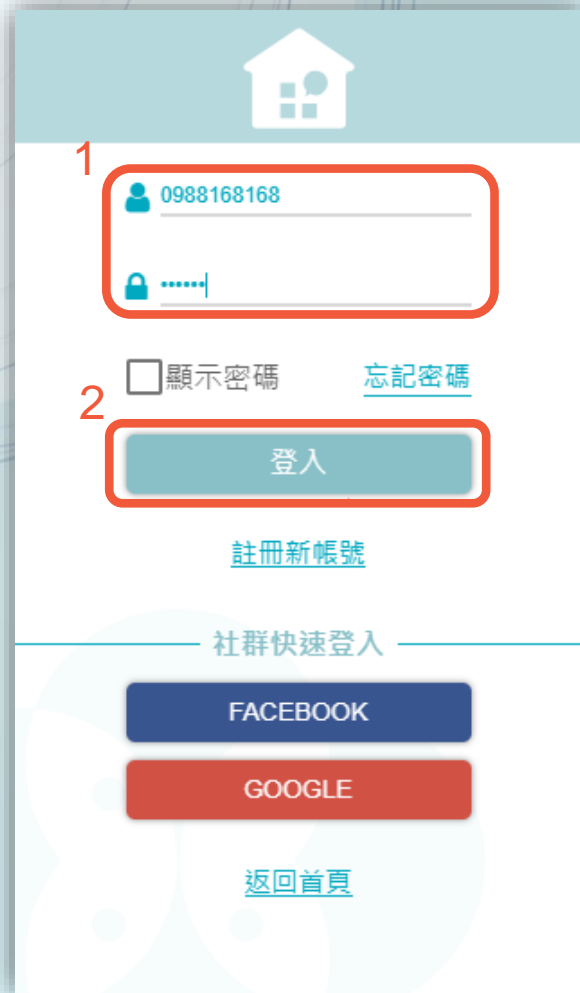 1
0988168168
••••••
顯示密碼 忘記密碼
2
登入
註冊新帳號
社群快速登入
FACEBOOK
GOOGLE
返回首頁